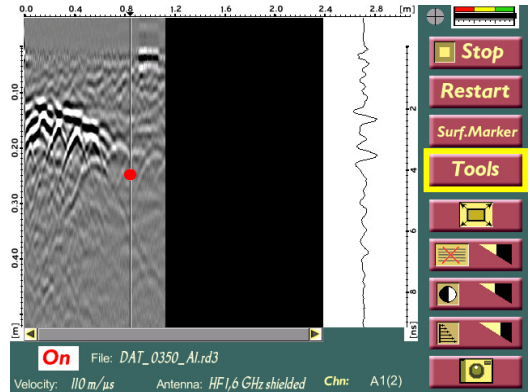 0.0 0.4 0.8 1.2 1.6 2.0 2.4 2.8 [m]
0.10
0.20
0.30
0.40
[m]
2
4
6
8
[ns]
Stop
Restart
Surf.Marker
Tools
On File: DAT_0350_A1.rd3
Velocity: 110 m/µs Antenna: HF1,6 GHz shielded Chn: A1(2)